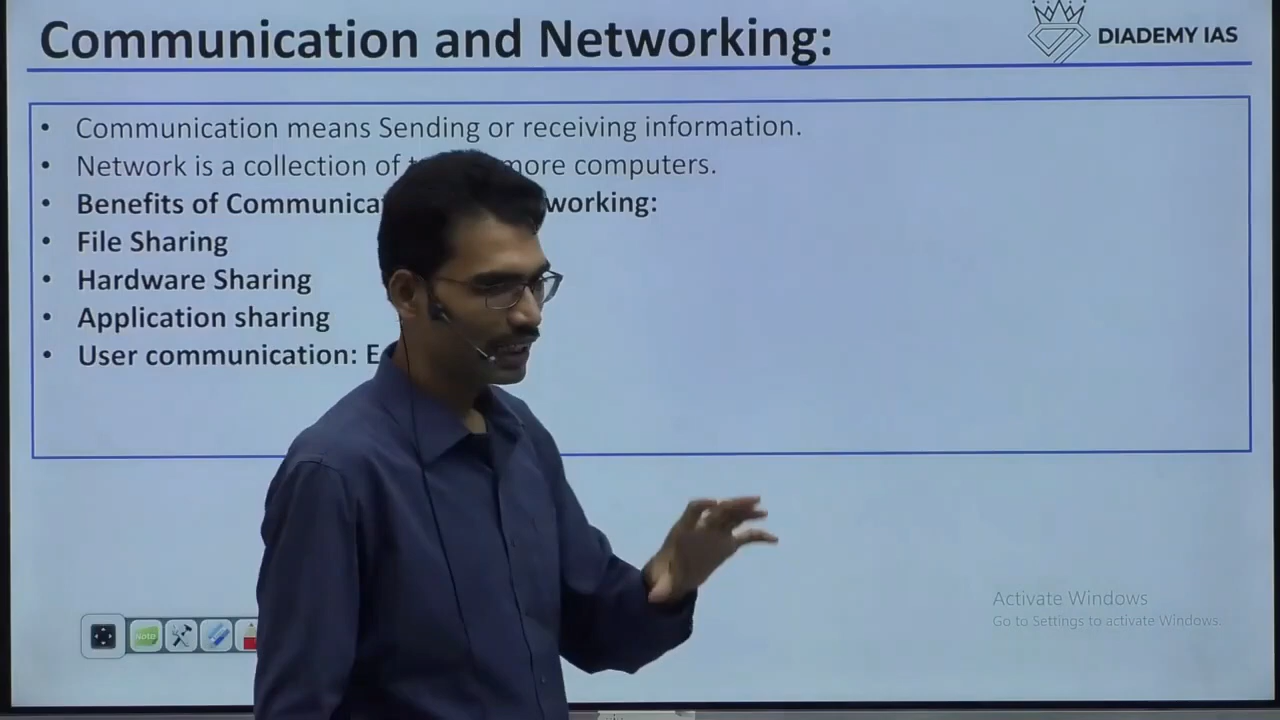 Communication and Networking:
DIADEMY IAS
• Communication means Sending or receiving information.
• Network is a collection of more computers.
• Benefits of working:
• File Sharing
• Hardware Sharing
• Application sharing
• User communication:
Activate Windows
Go to Settings to activate Windows.
Note